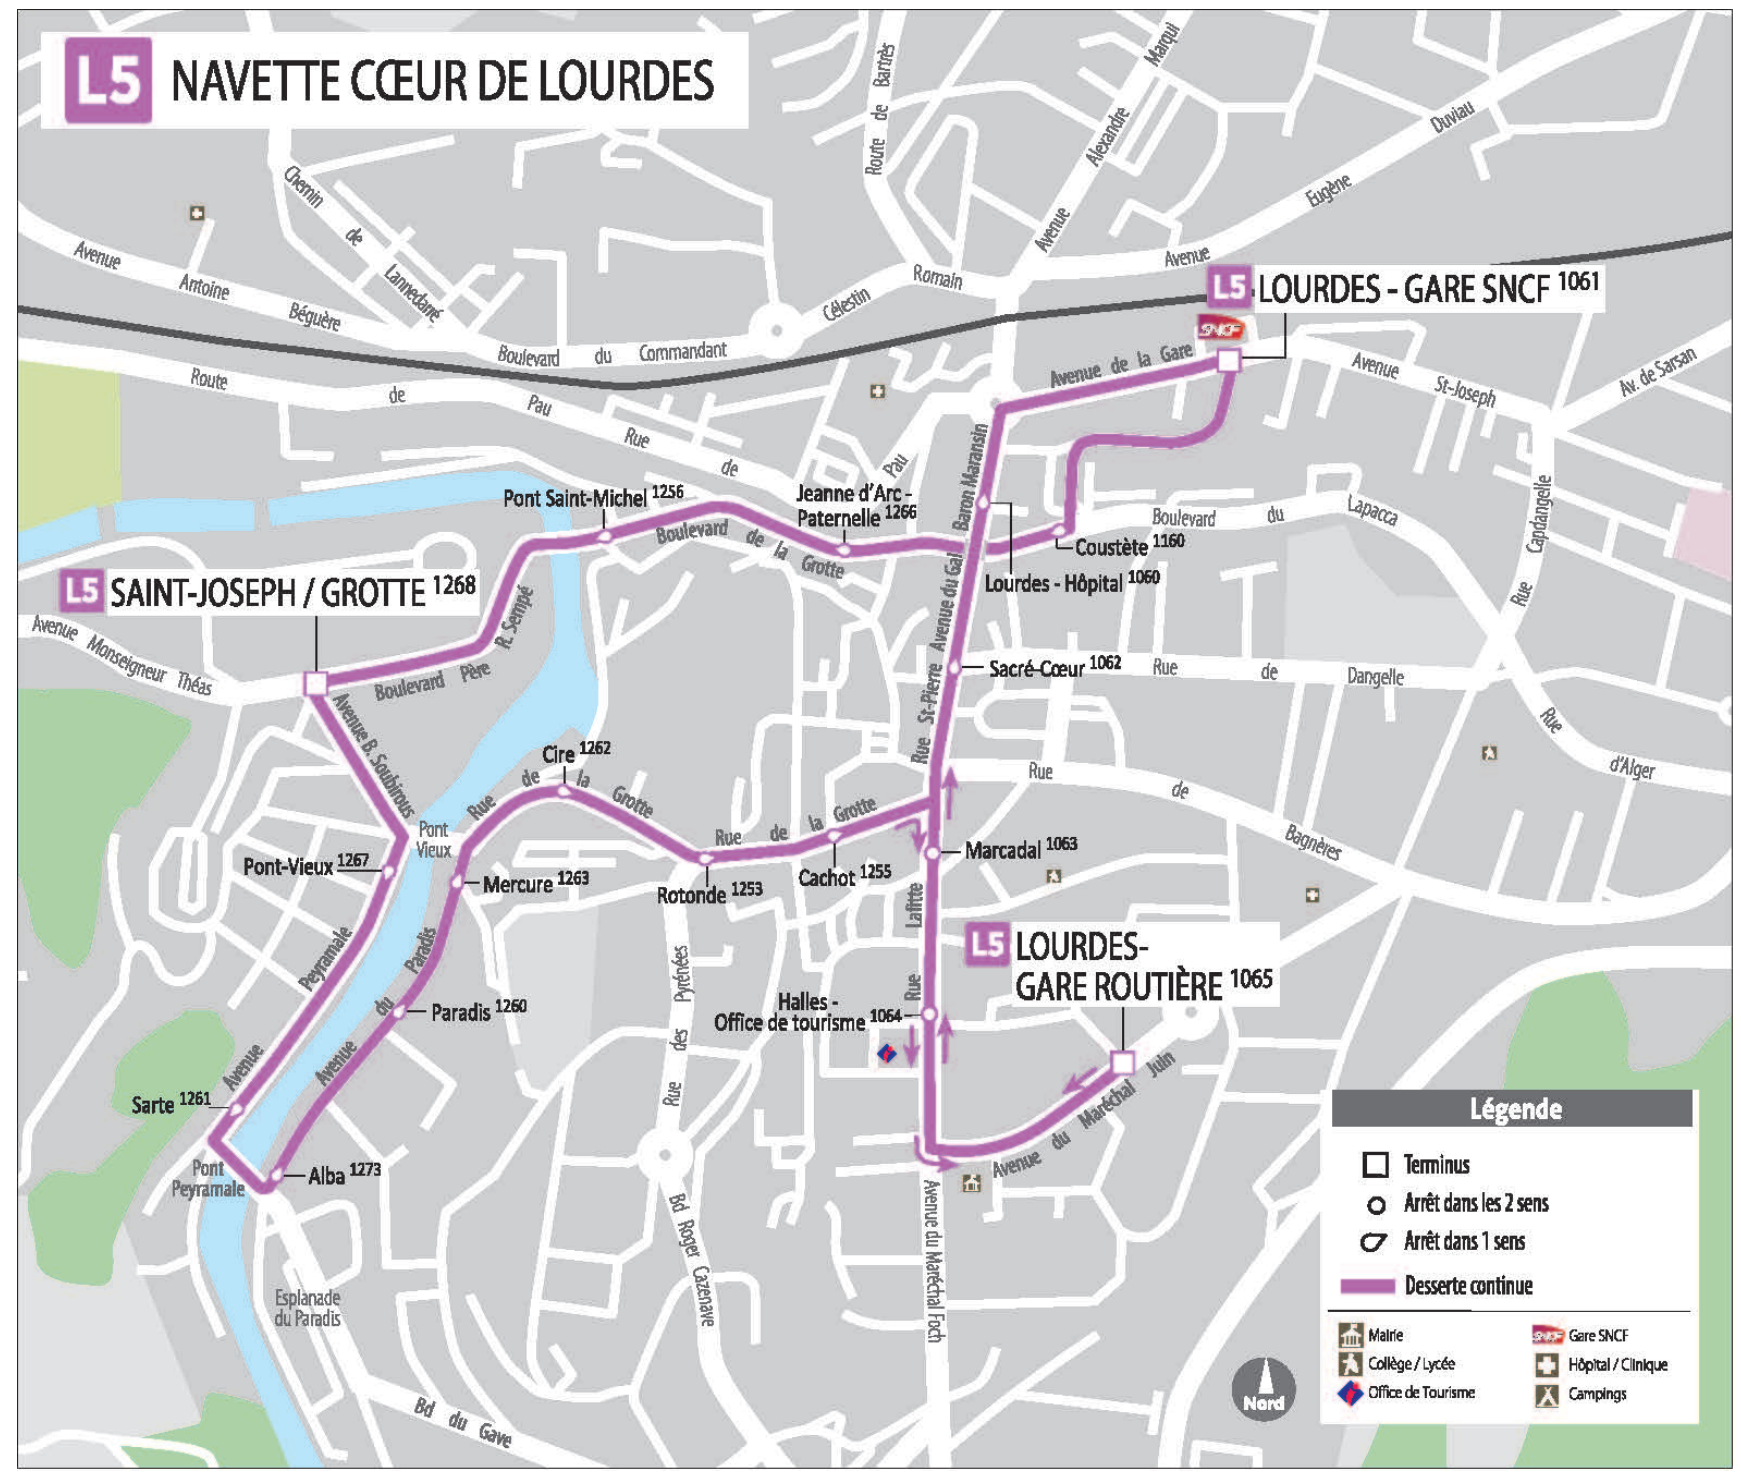 L5 NAVETTE CŒUR DE LOURDES
Route de Bartrès
Avenue Alexandre Marqui
Avenue Eugène Duviau
Chemin de Lannedarré
Avenue Antoine Béguère
Boulevard du Commandant
Célestin Romain
L5 LOURDES - GARE SNCF 1061
SNCF
Avenue de la Gare
Avenue St-Joseph
Av. de Sarsan
Route de Pau
Rue de Pau
Pont Saint-Michel 1256
Jeanne d'Arc -
Paternelle 1266
Boulevard de la Grotte
Avenue du Gal Baron Maransin
Coustète 1160
Lourdes - Hôpital 1060
Boulevard du Lapacca
Rue Capdangelle
L5 SAINT-JOSEPH / GROTTE 1268
Avenue Monseigneur Théas
Boulevard Père R. Sempé
Avenue B. Soubirous
Rue St-Pierre
Sacré-Cœur 1062
Rue de Dangelle
Rue d'Alger
Cire 1262
Rue de la Grotte
Rue de la Grotte
Rue de Bagnères
Pont
Vieux
Pont-Vieux 1267
Mercure 1263
Rotonde 1253
Cachot 1255
Marcadal 1063
Rue Lafitte
Avenue Peyramale
Avenue du Paradis
Paradis 1260
Rue des Pyrénées
Halles -
Office de tourisme 1064
L5 LOURDES-
GARE ROUTIÈRE 1065
Avenue du Maréchal Juin
Sarte 1261
Pont
Peyramale
Alba 1273
Esplanade
du Paradis
Bd Roger Cazenave
Avenue du Maréchal Foch
Bd du Gave
Nord
Légende
Terminus
Arrêt dans les 2 sens
Arrêt dans 1 sens
Desserte continue
Mairie
Collège / Lycée
Office de Tourisme
SNCF Gare SNCF
Hôpital / Clinique
Campings